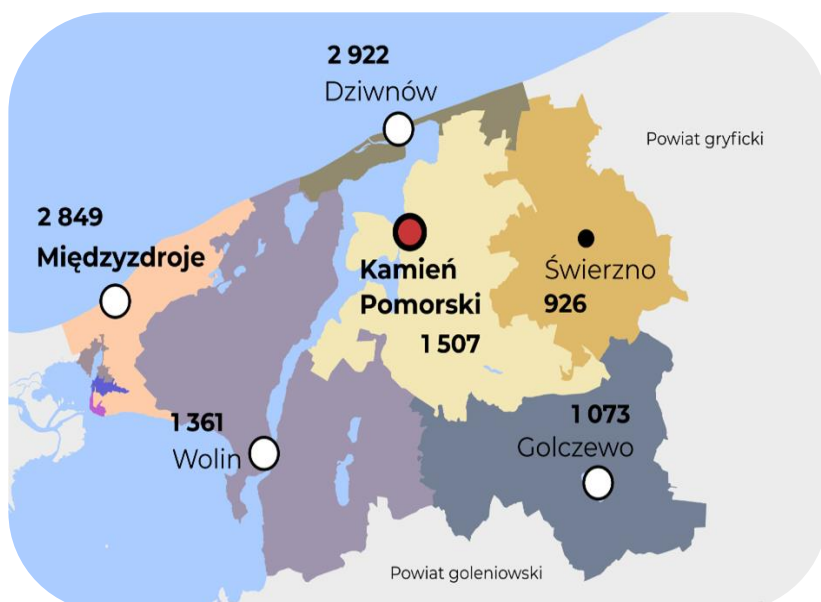 2 922
Dziwnów
Powiat gryficki
2 849
Międzyzdroje
Kamień
Pomorski
1 507
Świerzno
926
1 361
Wolin
1 073
Golczewo
Powiat goleniowski